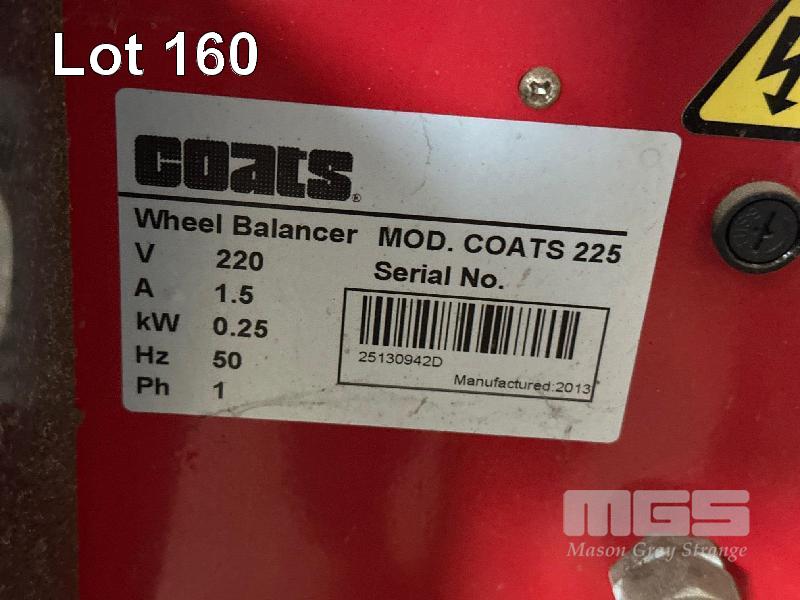 Lot 160
coats®
Wheel Balancer MOD. COATS 225
V 220
Serial No.
A 1.5
kW 0.25
Hz 50
Ph 1
25130942D
Manufactured:2013
MGS
Mason Gray Strange